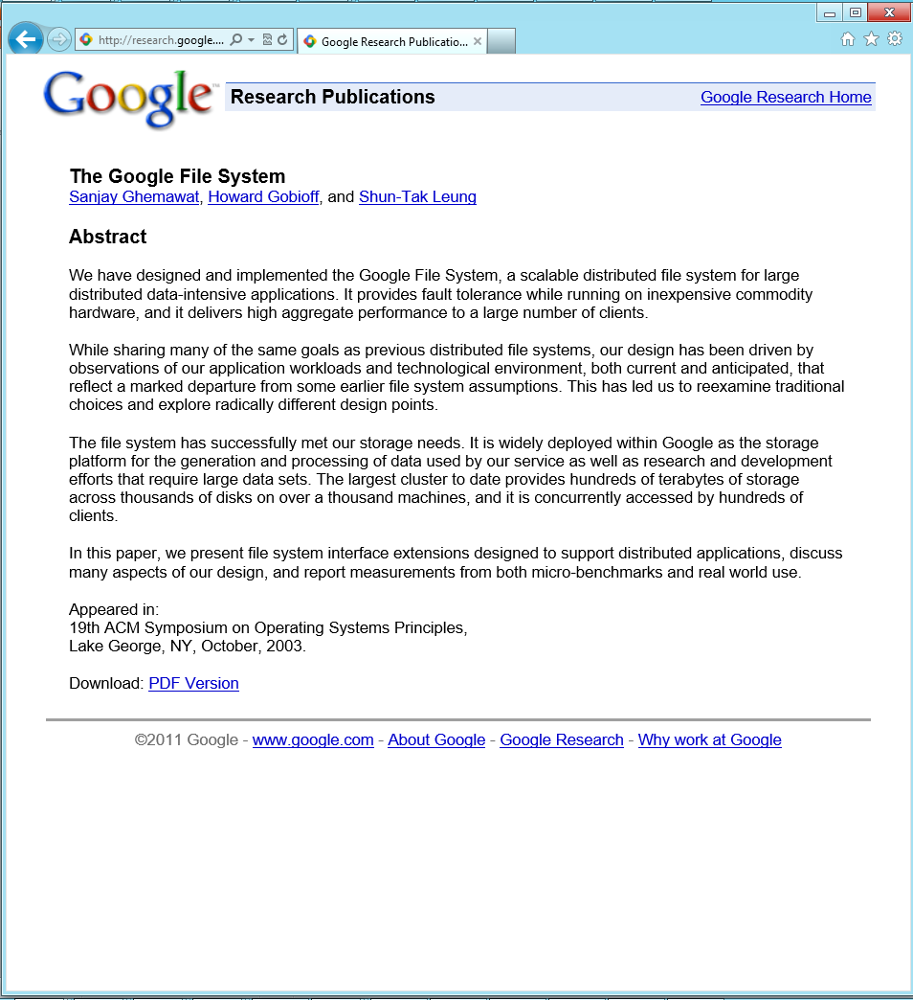 http://research.google....
Google Research Publicatio...
Google™
Research Publications
Google Research Home
The Google File System
Sanjay Ghemawat, Howard Gobioff, and Shun-Tak Leung
Abstract
We have designed and implemented the Google File System, a scalable distributed file system for large
distributed data-intensive applications. It provides fault tolerance while running on inexpensive commodity
hardware, and it delivers high aggregate performance to a large number of clients.
While sharing many of the same goals as previous distributed file systems, our design has been driven by
observations of our application workloads and technological environment, both current and anticipated, that
reflect a marked departure from some earlier file system assumptions. This has led us to reexamine traditional
choices and explore radically different design points.
The file system has successfully met our storage needs. It is widely deployed within Google as the storage
platform for the generation and processing of data used by our service as well as research and development
efforts that require large data sets. The largest cluster to date provides hundreds of terabytes of storage
across thousands of disks on over a thousand machines, and it is concurrently accessed by hundreds of
clients.
In this paper, we present file system interface extensions designed to support distributed applications, discuss
many aspects of our design, and report measurements from both micro-benchmarks and real world use.
Appeared in:
19th ACM Symposium on Operating Systems Principles,
Lake George, NY, October, 2003.
Download: PDF Version
©2011 Google - www.google.com - About Google - Google Research - Why work at Google